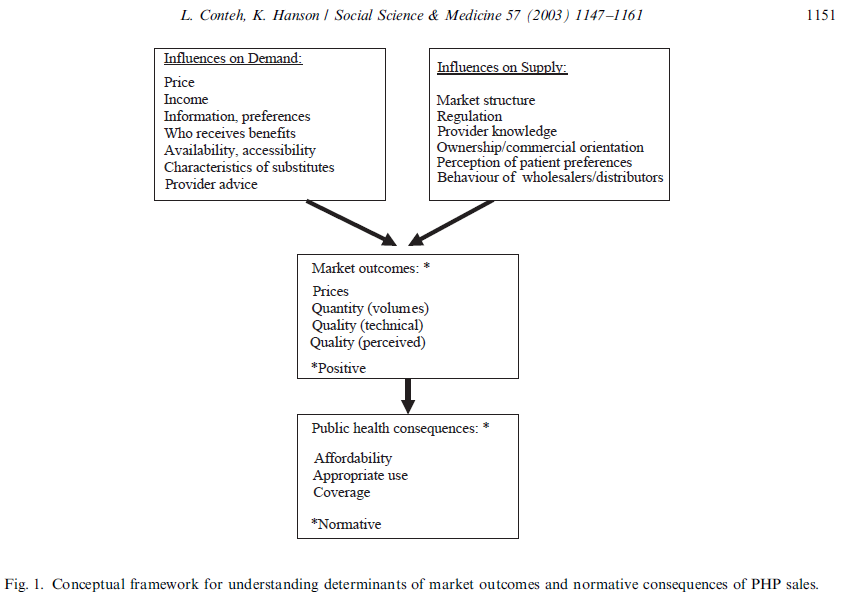 L. Conteh, K. Hanson / Social Science & Medicine 57 (2003) 1147–1161
1151
Influences on Demand:
Price
Income
Information, preferences
Who receives benefits
Availability, accessibility
Characteristics of substitutes
Provider advice
Influences on Supply:
Market structure
Regulation
Provider knowledge
Ownership/commercial orientation
Perception of patient preferences
Behaviour of wholesalers/distributors
Market outcomes: *
Prices
Quantity (volumes)
Quality (technical)
Quality (perceived)
*Positive
Public health consequences: *
Affordability
Appropriate use
Coverage
*Normative
Fig. 1. Conceptual framework for understanding determinants of market outcomes and normative consequences of PHP sales.